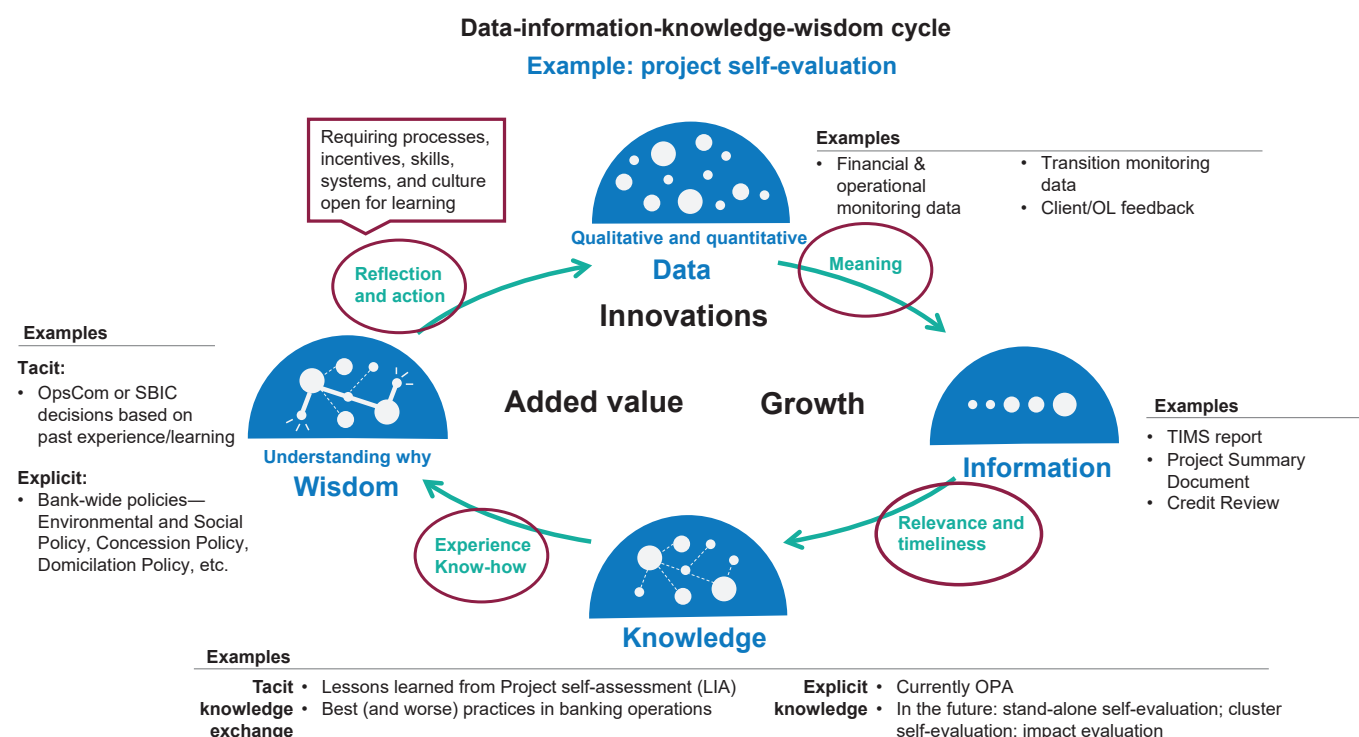 Data-information-knowledge-wisdom cycle
Example: project self-evaluation
Requiring processes,
incentives, skills,
systems, and culture
open for learning
Examples
• Financial &
operational
monitoring data
• Transition monitoring
data
• Client/OL feedback
Qualitative and quantitative
Data
Reflection
and action
Meaning
Innovations
Added value
Growth
Examples
Tacit:
• OpsCom or SBIC
decisions based on
past experience/learning
Explicit:
• Bank-wide policies—
Environmental and Social
Policy, Concession Policy,
Domicilation Policy, etc.
Understanding why
Wisdom
Information
Examples
• TIMS report
• Project Summary
Document
• Credit Review
Experience
Know-how
Relevance and
timeliness
Knowledge
Examples
Tacit
knowledge
exchange
• Lessons learned from Project self-assessment (LIA)
• Best (and worse) practices in banking operations
Explicit
knowledge
• Currently OPA
• In the future: stand-alone self-evaluation; cluster
self-evaluation; impact evaluation